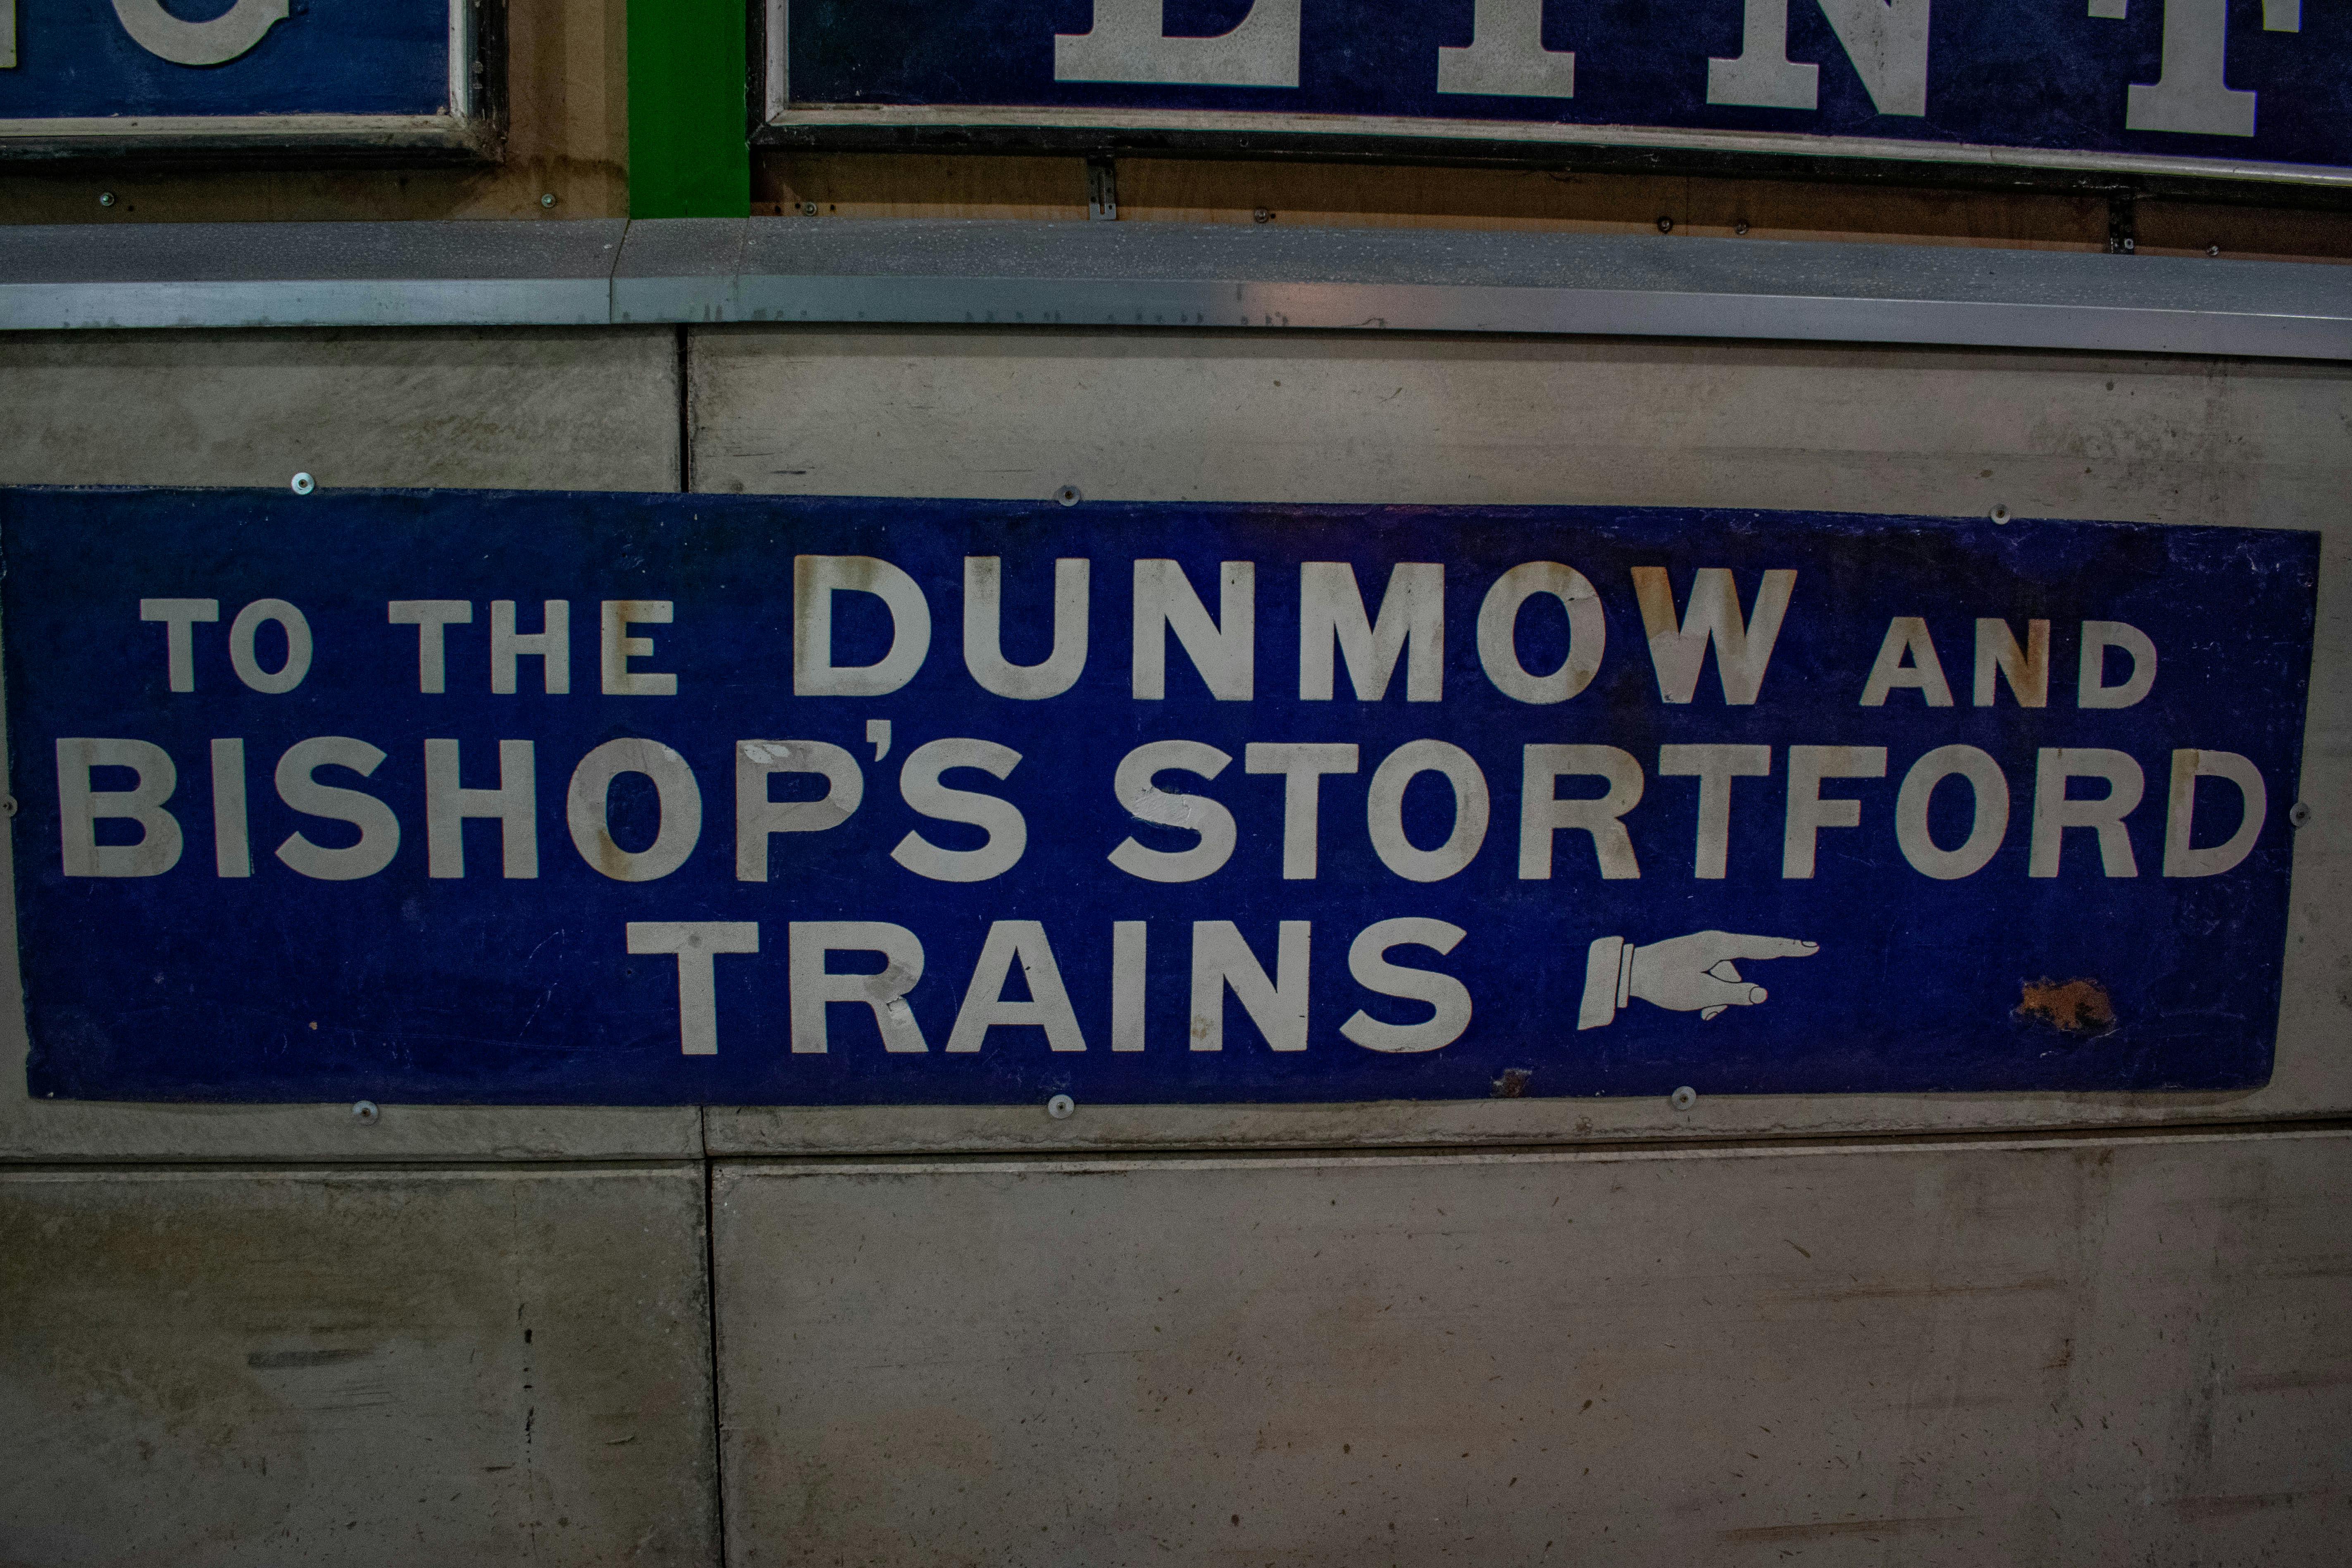 TO THE DUNMOW AND
BISHOP'S STORTFORD
TRAINS